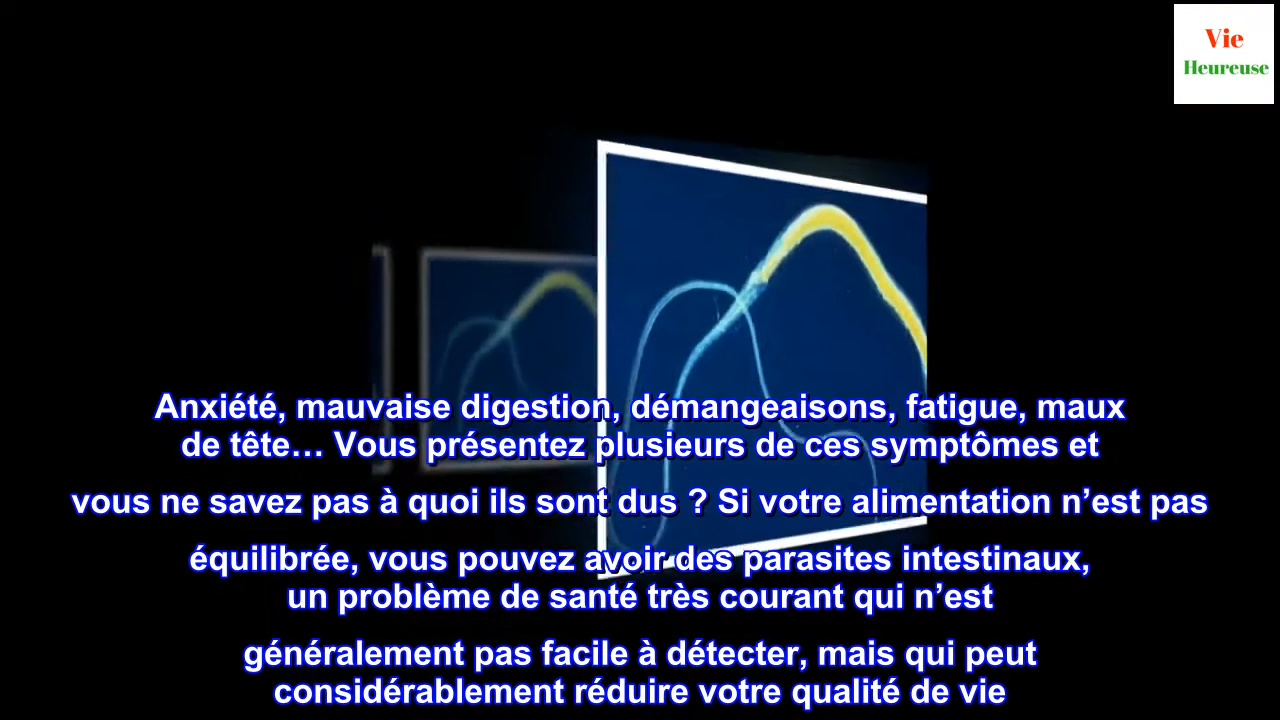 Vie
Heureuse
Anxiété, mauvaise digestion, démangeaisons, fatigue, maux
de tête… Vous présentez plusieurs de ces symptômes et
vous ne savez pas à quoi ils sont dus ? Si votre alimentation n’est pas
équilibrée, vous pouvez avoir des parasites intestinaux,
un problème de santé très courant qui n’est
généralement pas facile à détecter, mais qui peut
considérablement réduire votre qualité de vie